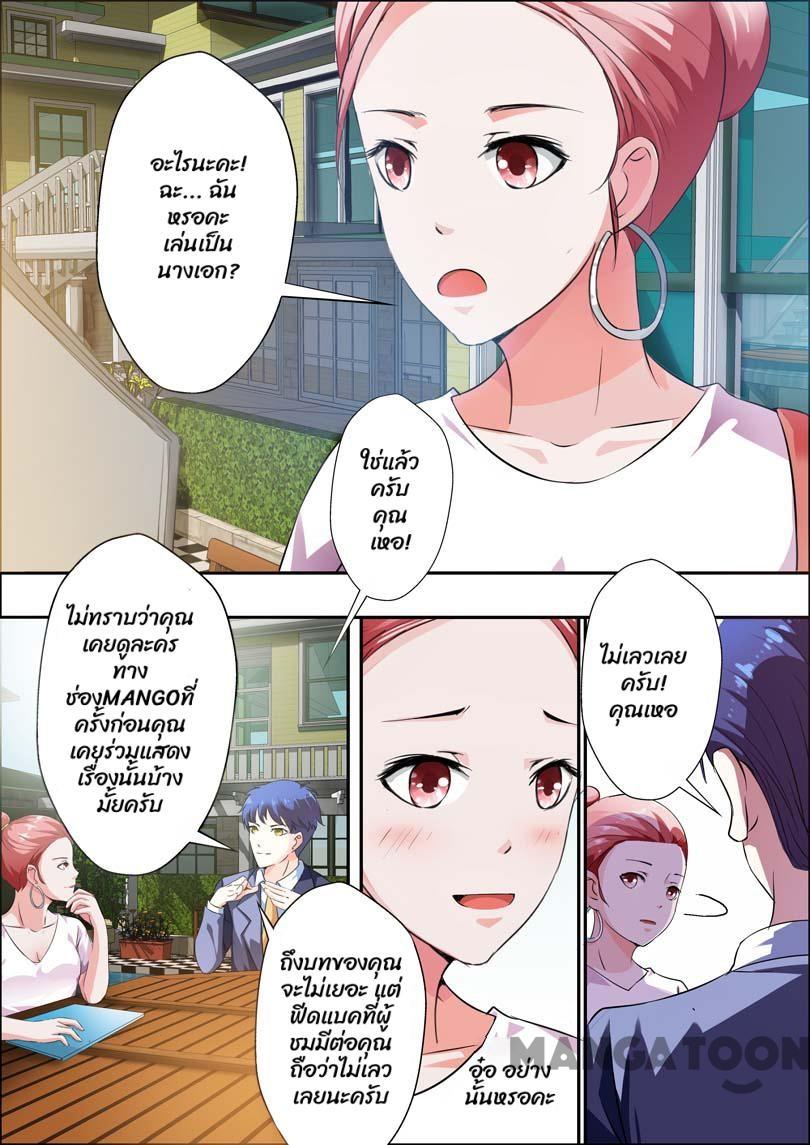 อะไรนะคะ!
ฉะ... ฉัน
หรอคะ
เล่นเป็น
นางเอก?
ใช่แล้ว
ครับ
คุณ
เหอ!
ไม่ทราบว่าคุณ
เคยดูละคร
ทาง
ช่องMANGOที่
ครั้งก่อนคุณ
เคยร่วมแสดง
เรื่องนั้นบ้าง
มั้ยครับ
ถึงบทของคุณ
จะไม่เยอะ แต่
ฟีดแบคที่ผู้
ชมมีต่อคุณ
ถือว่าไม่เลว
เลยนะครับ
อ๋อ อย่าง
นั้นหรอคะ
ไม่เลวเลย
ครับ!
คุณเหอ
MANGATOON